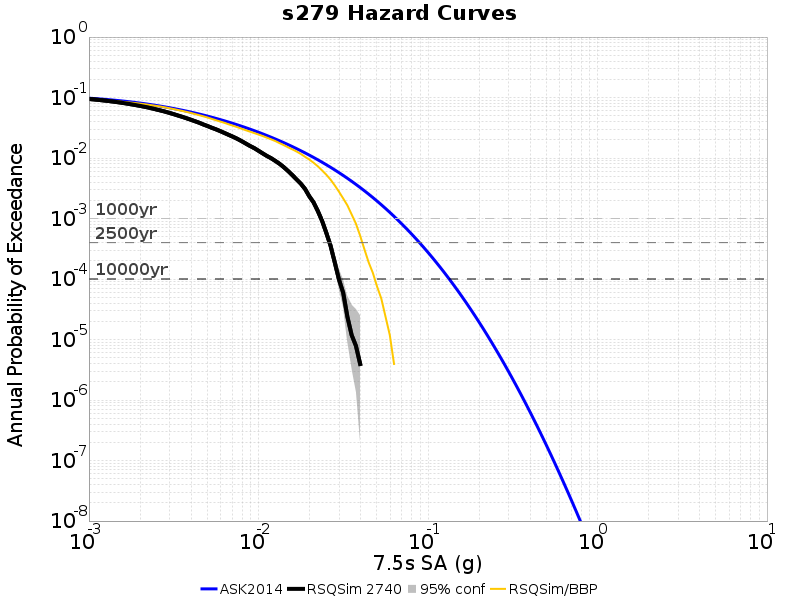 s279 Hazard Curves
Annual Probability of Exceedance
10^0
10^-1
10^-2
10^-3
10^-4
10^-5
10^-6
10^-7
10^-8
1000yr
2500yr
10000yr
10^-3 10^-2 10^-1 10^0 10^1
7.5s SA (g)
ASK2014 RSQSim 2740 95% conf RSQSim/BBP